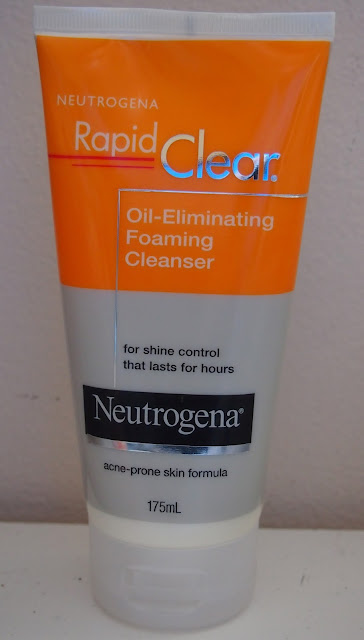 NEUTROGENA
Rapid Clear®
Oil-Eliminating
Foaming
Cleanser
for shine control
that lasts for hours
Neutrogena®
acne-prone skin formula
175mL